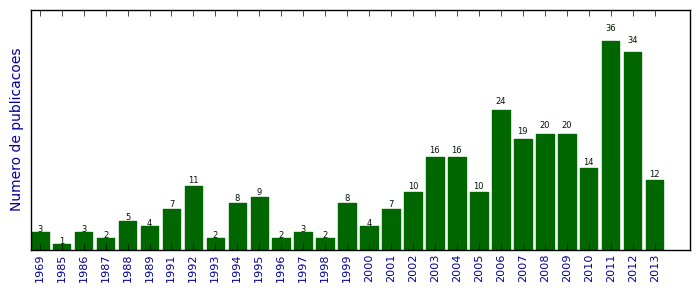 Numero de publicacoes
3 1 3 2 5 4 7 11 2 8 9 2 3 2 8 4 7 10 16 16 10 24 19 20 20 14 36 34 12
1969 1985 1986 1987 1988 1989 1991 1992 1993 1994 1995 1996 1997 1998 1999 2000 2001 2002 2003 2004 2005 2006 2007 2008 2009 2010 2011 2012 2013